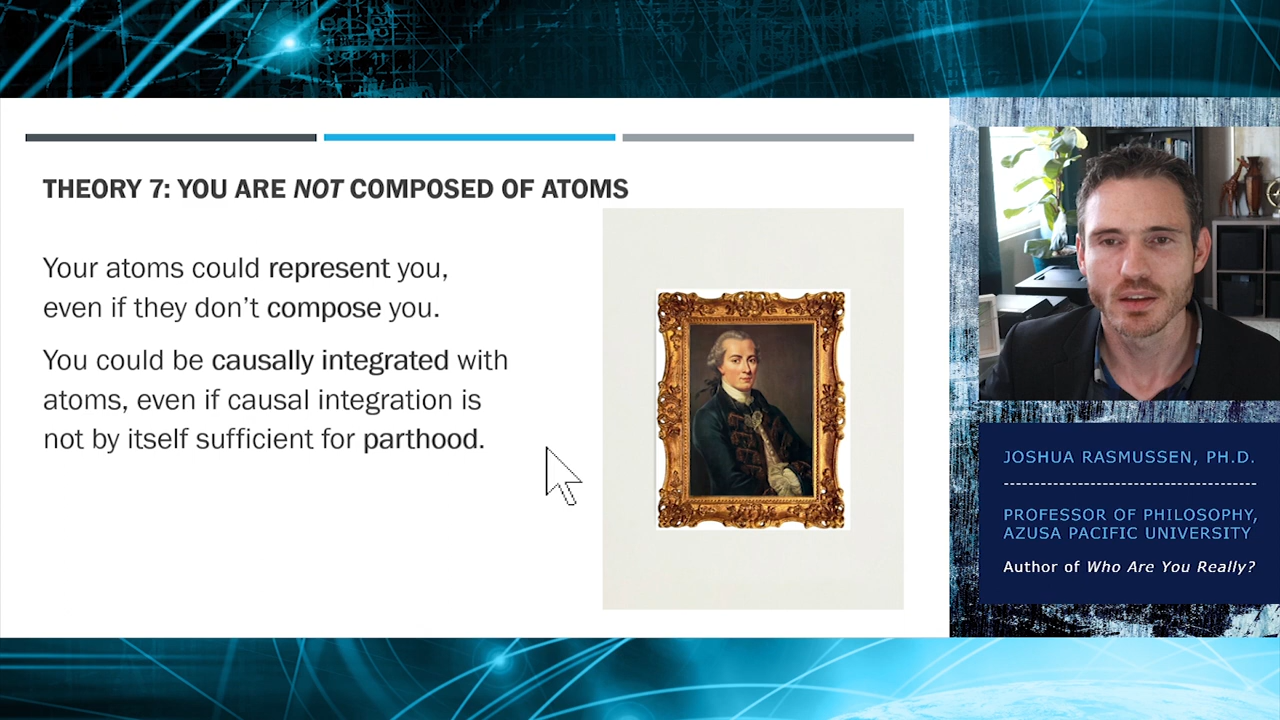 THEORY 7: YOU ARE NOT COMPOSED OF ATOMS
Your atoms could represent you,
even if they don’t compose you.
You could be causally integrated with
atoms, even if causal integration is
not by itself sufficient for parthood.
JOSHUA RASMUSSEN, PH.D.
PROFESSOR OF PHILOSOPHY,
AZUSA PACIFIC UNIVERSITY
Author of Who Are You Really?